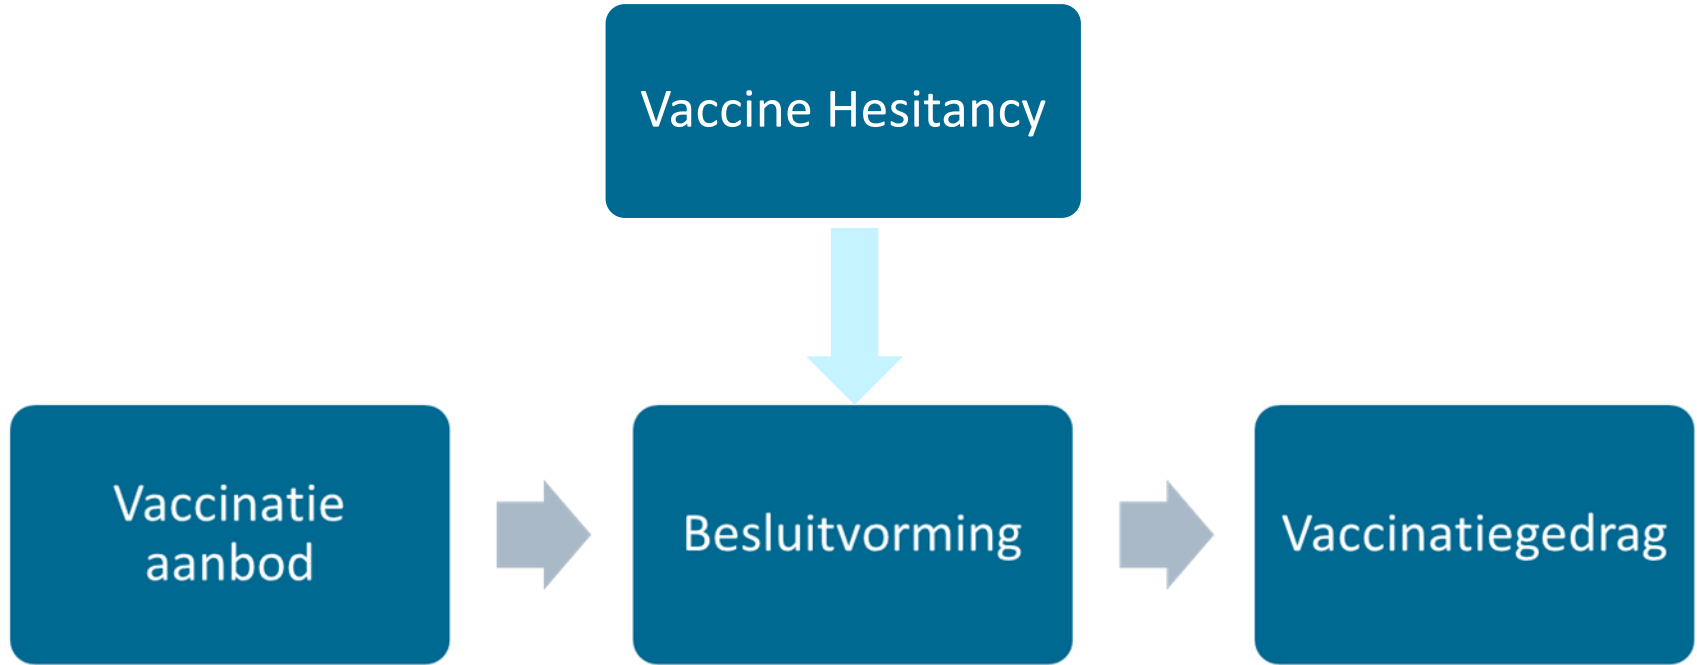 Vaccine Hesitancy
Vaccinatie
aanbod
Besluitvorming
Vaccinatiegedrag